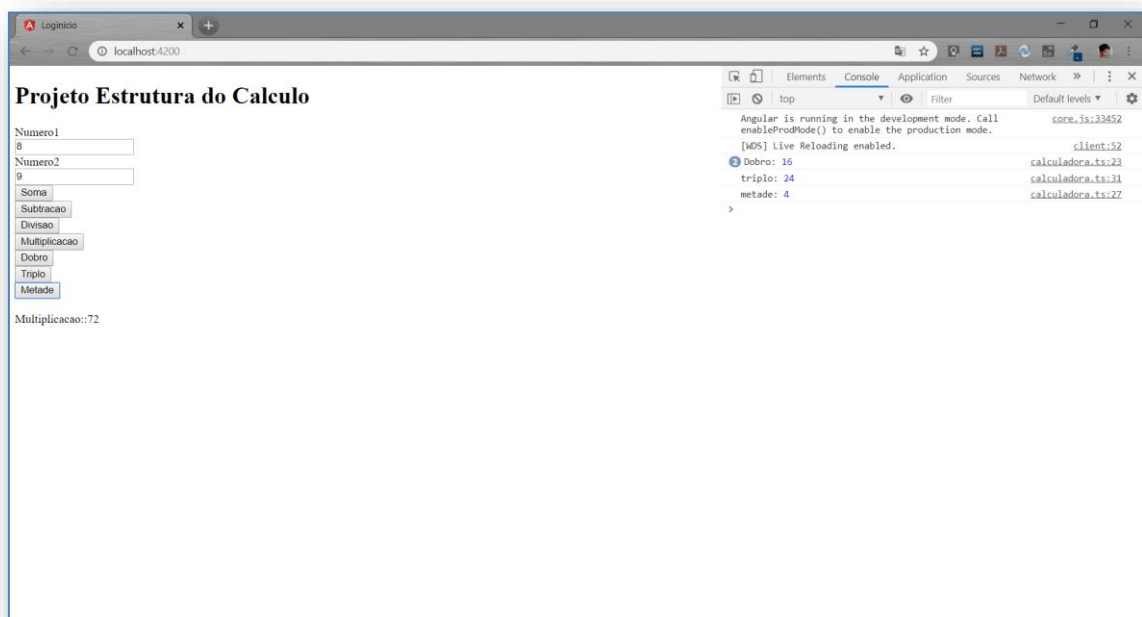 Loginicio
localhost:4200
Projeto Estrutura do Calculo
Numero1
8
Numero2
9
Soma
Subtracao
Divisao
Multiplicacao
Dobro
Triplo
Metade
Multiplicacao::72
Elements Console Application Sources Network »
top Filter Default levels ▼
Angular is running in the development mode. Call core.js:33452
enableProdMode() to enable the production mode.
[WDS] Live Reloading enabled. client:52
2 Dobro: 16 calculadora.ts:23
triplo: 24 calculadora.ts:31
metade: 4 calculadora.ts:27
>